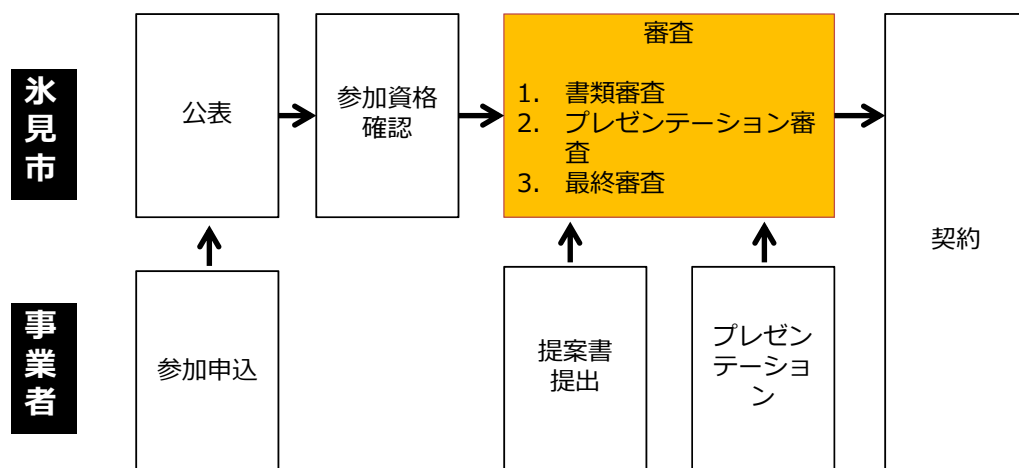 氷見市
公表
参加資格
確認
審査
1. 書類審査
2. プレゼンテーション審
査
3. 最終審査
契約
事業者
参加申込
提案書
提出
プレゼン
テーショ
ン